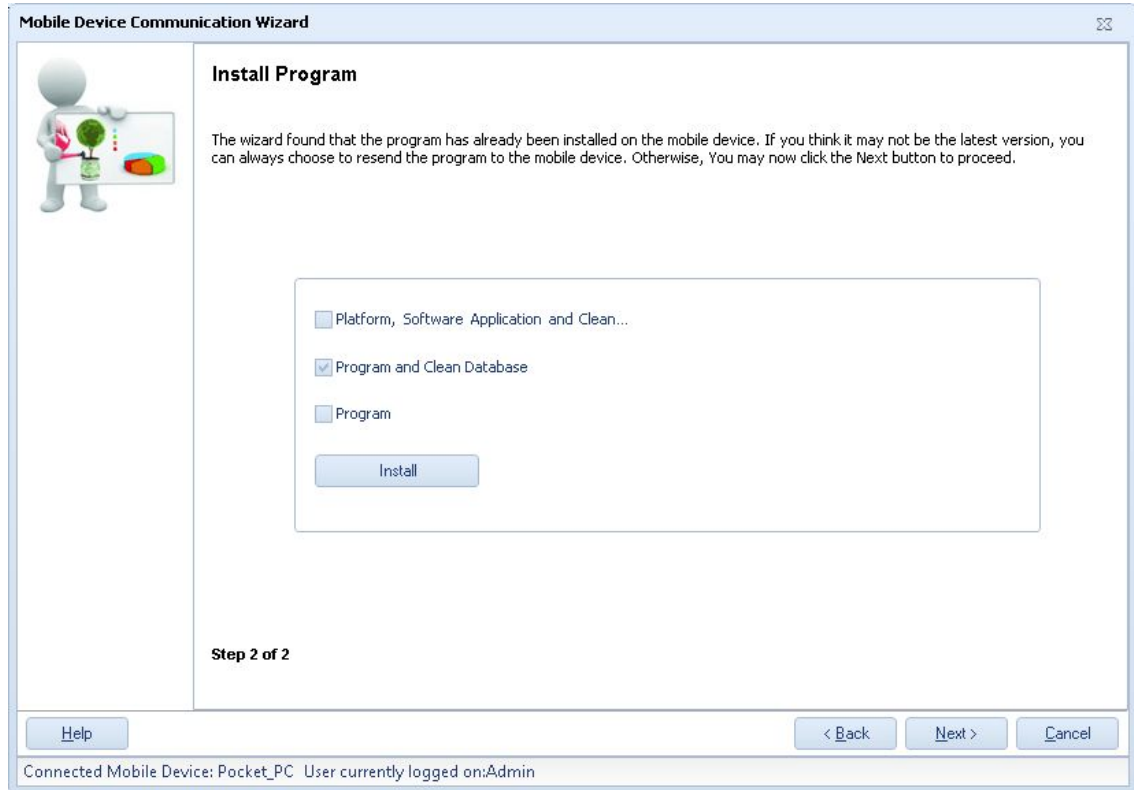 Mobile Device Communication Wizard
Install Program
The wizard found that the program has already been installed on the mobile device. If you think it may not be the latest version, you
can always choose to resend the program to the mobile device. Otherwise, You may now click the Next button to proceed.
Platform, Software Application and Clean...
Program and Clean Database
Program
Install
Step 2 of 2
Help
< Back
Next >
Cancel
Connected Mobile Device: Pocket_PC User currently logged on:Admin